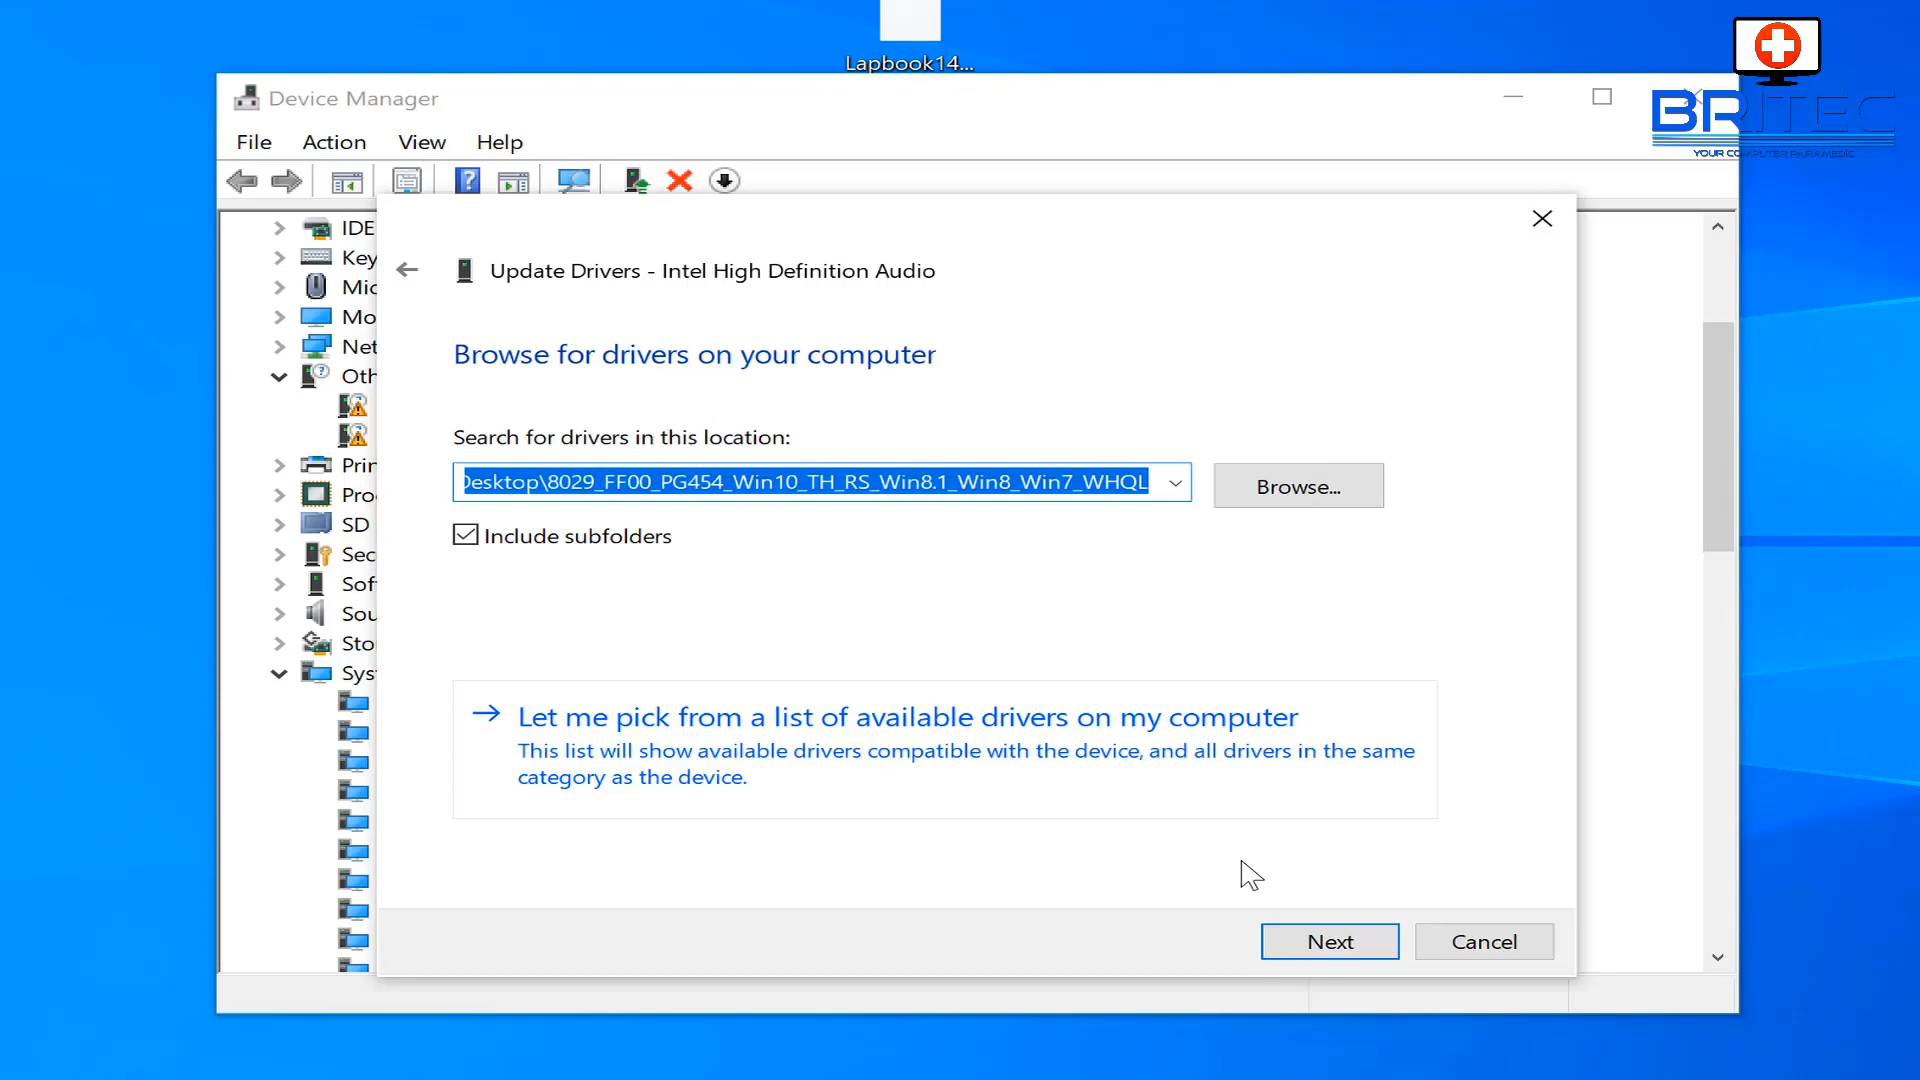 Lapbook14...
BRITEC
YOUR COMPUTER PARAMEDIC
Device Manager
File Action View Help
IDE
Key
Mic
Mo
Net
Oth
Prin
Pro
SD
Sec
Sof
Sou
Sto
Syst
Update Drivers - Intel High Definition Audio
Browse for drivers on your computer
Search for drivers in this location:
Desktop\8029_FF00_PG454_Win10_TH_RS_Win8.1_Win8_Win7_WHQL
Browse...
Include subfolders
Let me pick from a list of available drivers on my computer
This list will show available drivers compatible with the device, and all drivers in the same
category as the device.
Next
Cancel